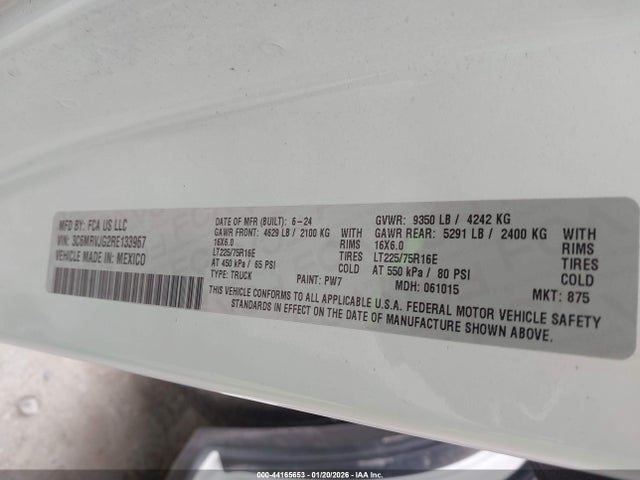 MFD BY: FCA US LLC
VIN: 3C6MRVJG2RE133967
VEHICLE MADE IN: MEXICO
DATE OF MFR (BUILT): 6-24
GAWR FRONT: 4629 LB / 2100 KG WITH
16X6.0 RIMS
LT225/75R16E TIRES
AT 450 kPa / 65 PSI COLD
TYPE: TRUCK PAINT: PW7
GVWR: 9350 LB / 4242 KG
GAWR REAR: 5291 LB / 2400 KG WITH
16X6.0 RIMS
LT225/75R16E TIRES
AT 550 kPa / 80 PSI COLD
MDH: 061015 MKT: 875
THIS VEHICLE CONFORMS TO ALL APPLICABLE U.S.A. FEDERAL MOTOR VEHICLE SAFETY
STANDARDS IN EFFECT ON THE DATE OF MANUFACTURE SHOWN ABOVE.
000-44165653 | 01/20/2026 | IAA Inc.